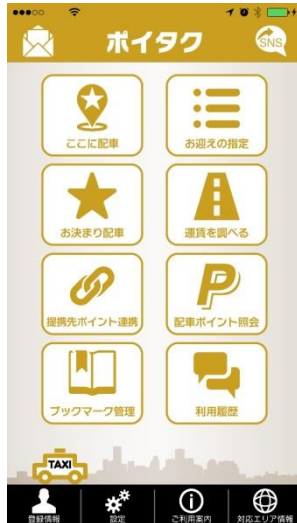 ポイタク
SNS
ここに配車
お迎えの指定
お決まり配車
運賃を調べる
提携先ポイント連携
配車ポイント照会
ブックマーク管理
利用履歴
TAXI
登録情報
設定
ご利用案内
対応エリア情報